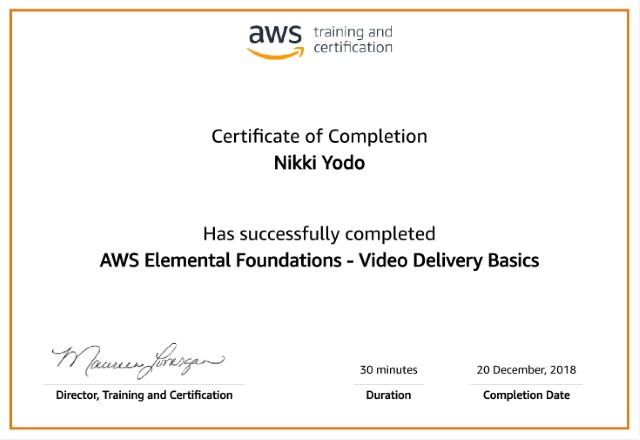 aws training and
certification
Certificate of Completion
Nikki Yodo
Has successfully completed
AWS Elemental Foundations - Video Delivery Basics
Maureen Lonergan
30 minutes
20 December, 2018
Director, Training and Certification
Duration
Completion Date